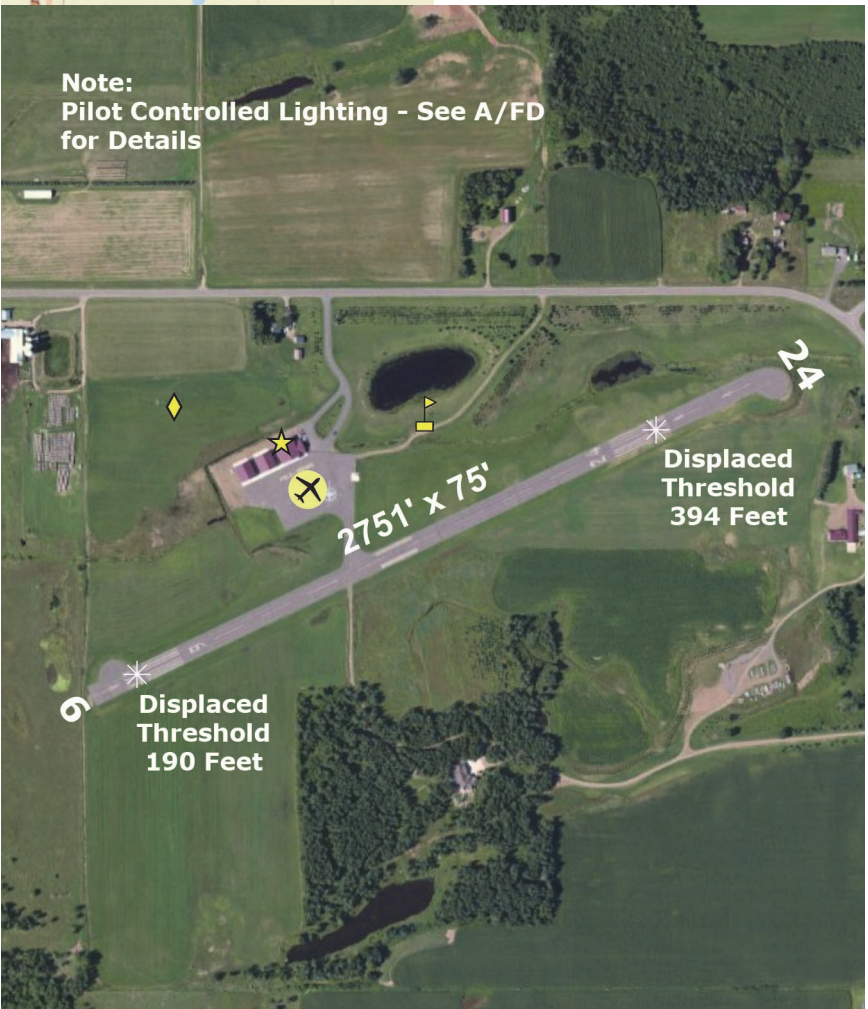 Note:
Pilot Controlled Lighting - See A/FD
for Details
24
Displaced
Threshold
394 Feet
2751' x 75'
6
Displaced
Threshold
190 Feet